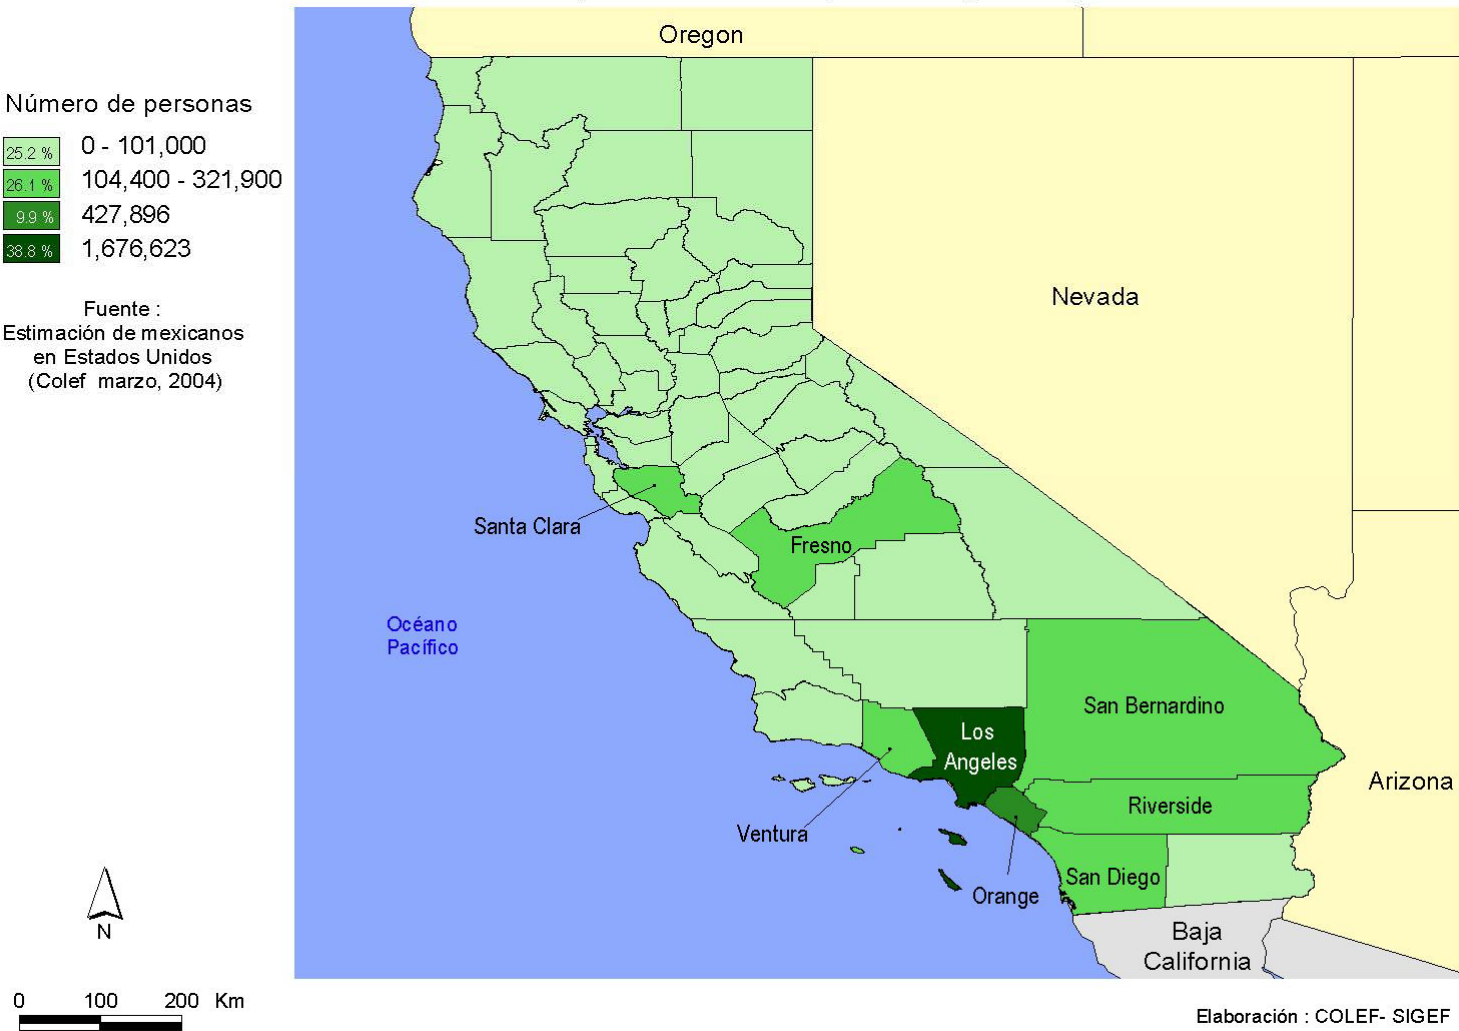 Oregon
Número de personas
25.2 % 0 - 101,000
26.1 % 104,400 - 321,900
9.9 % 427,896
38.8 % 1,676,623
Fuente :
Estimación de mexicanos
en Estados Unidos
(Colef marzo, 2004)
Nevada
Santa Clara
Fresno
Océano
Pacífico
San Bernardino
Los
Angeles
Arizona
Riverside
Ventura
San Diego
Orange
Baja
California
N
0 100 200 Km
Elaboración : COLEF- SIGEF